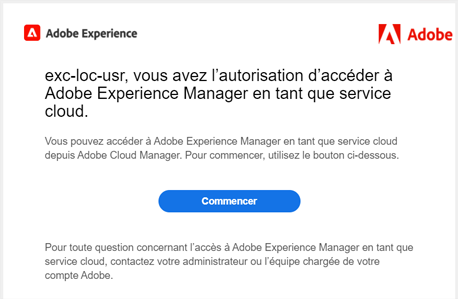 Adobe Experience
Adobe
exc-loc-usr, vous avez l’autorisation d’accéder à
Adobe Experience Manager en tant que service
cloud.
Vous pouvez accéder à Adobe Experience Manager en tant que service cloud
depuis Adobe Cloud Manager. Pour commencer, utilisez le bouton ci-dessous.
Commencer
Pour toute question concernant l’accès à Adobe Experience Manager en tant que
service cloud, contactez votre administrateur ou l’équipe chargée de votre
compte Adobe.